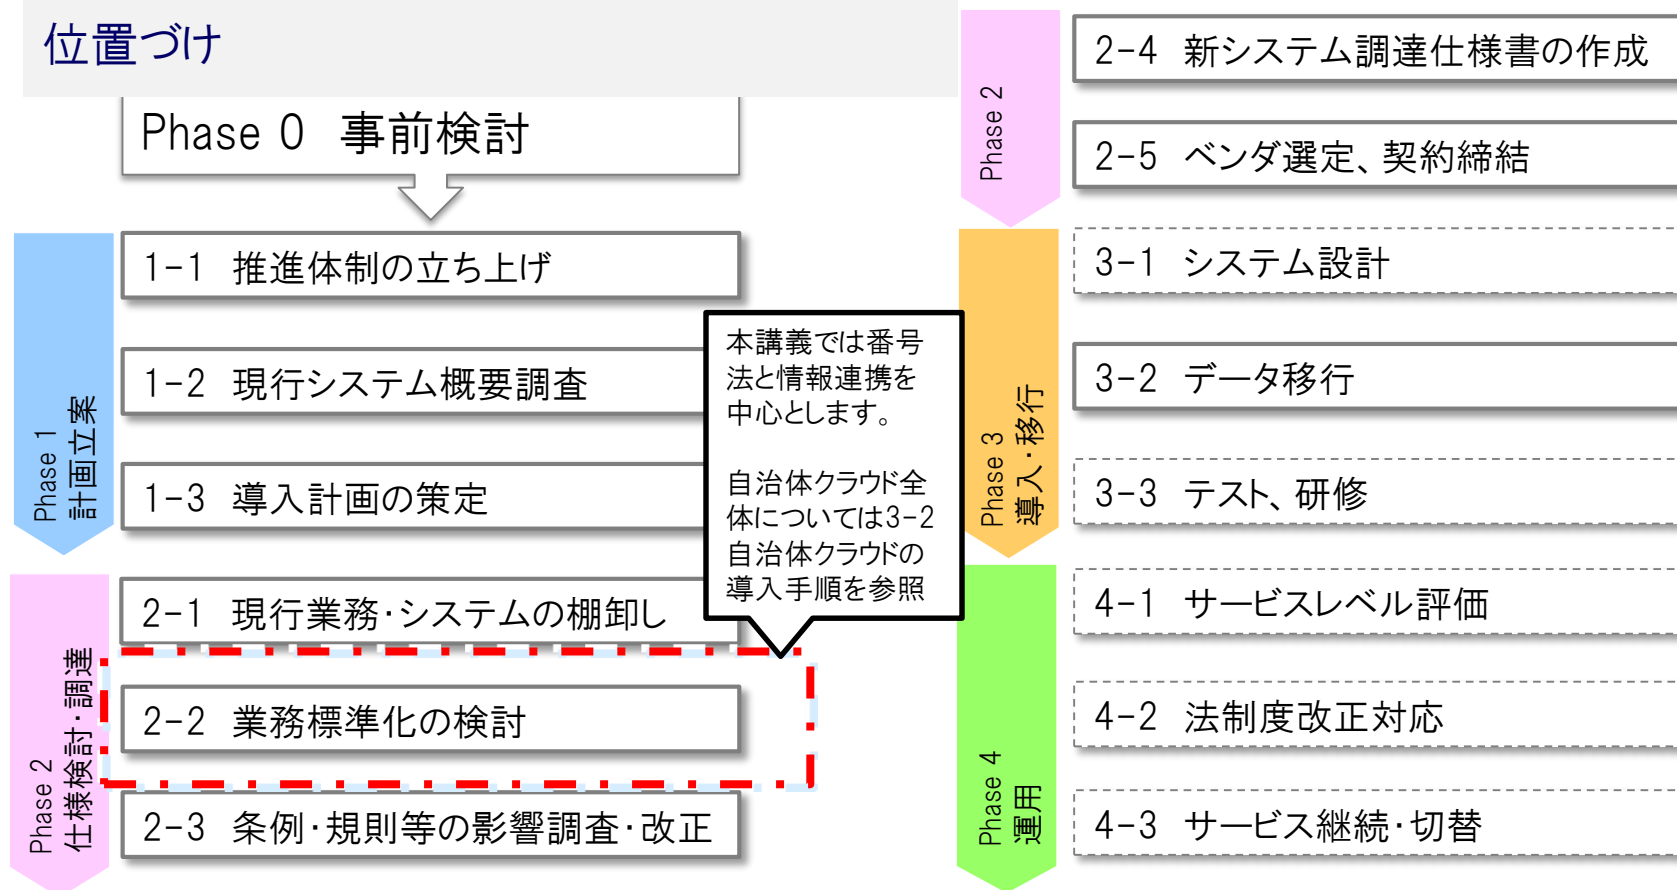 位置づけ
Phase 0 事前検討
Phase 1
計画立案
1-1 推進体制の立ち上げ
1-2 現行システム概要調査
1-3 導入計画の策定
Phase 2
仕様検討・調達
2-1 現行業務・システムの棚卸し
2-2 業務標準化の検討
2-3 条例・規則等の影響調査・改正
本講義では番号
法と情報連携を
中心とします。
自治体クラウド全
体については3-2
自治体クラウドの
導入手順を参照
Phase 2
2-4 新システム調達仕様書の作成
2-5 ベンダ選定、契約締結
Phase 3
導入・移行
3-1 システム設計
3-2 データ移行
3-3 テスト、研修
Phase 4
運用
4-1 サービスレベル評価
4-2 法制度改正対応
4-3 サービス継続・切替